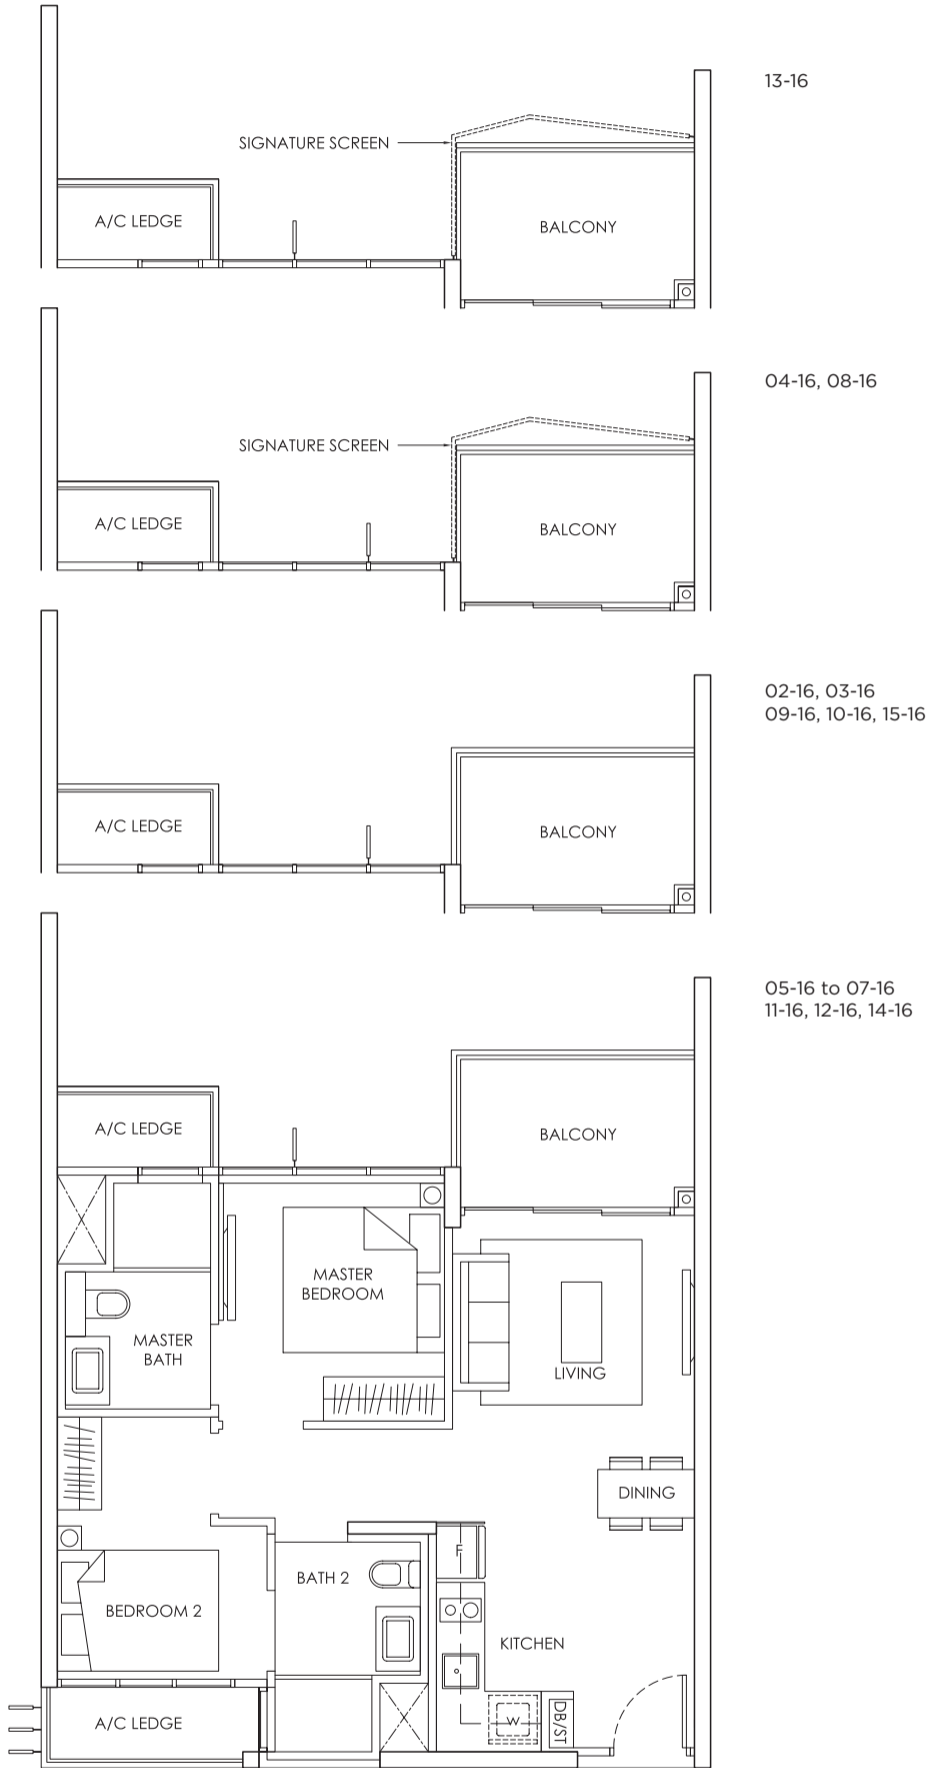 13-16
SIGNATURE SCREEN
A/C LEDGE
BALCONY
04-16, 08-16
SIGNATURE SCREEN
A/C LEDGE
BALCONY
02-16, 03-16
09-16, 10-16, 15-16
A/C LEDGE
BALCONY
05-16 to 07-16
11-16, 12-16, 14-16
A/C LEDGE
BALCONY
MASTER
BEDROOM
MASTER
BATH
LIVING
DINING
F
BATH 2
BEDROOM 2
KITCHEN
W
DB/ST
A/C LEDGE